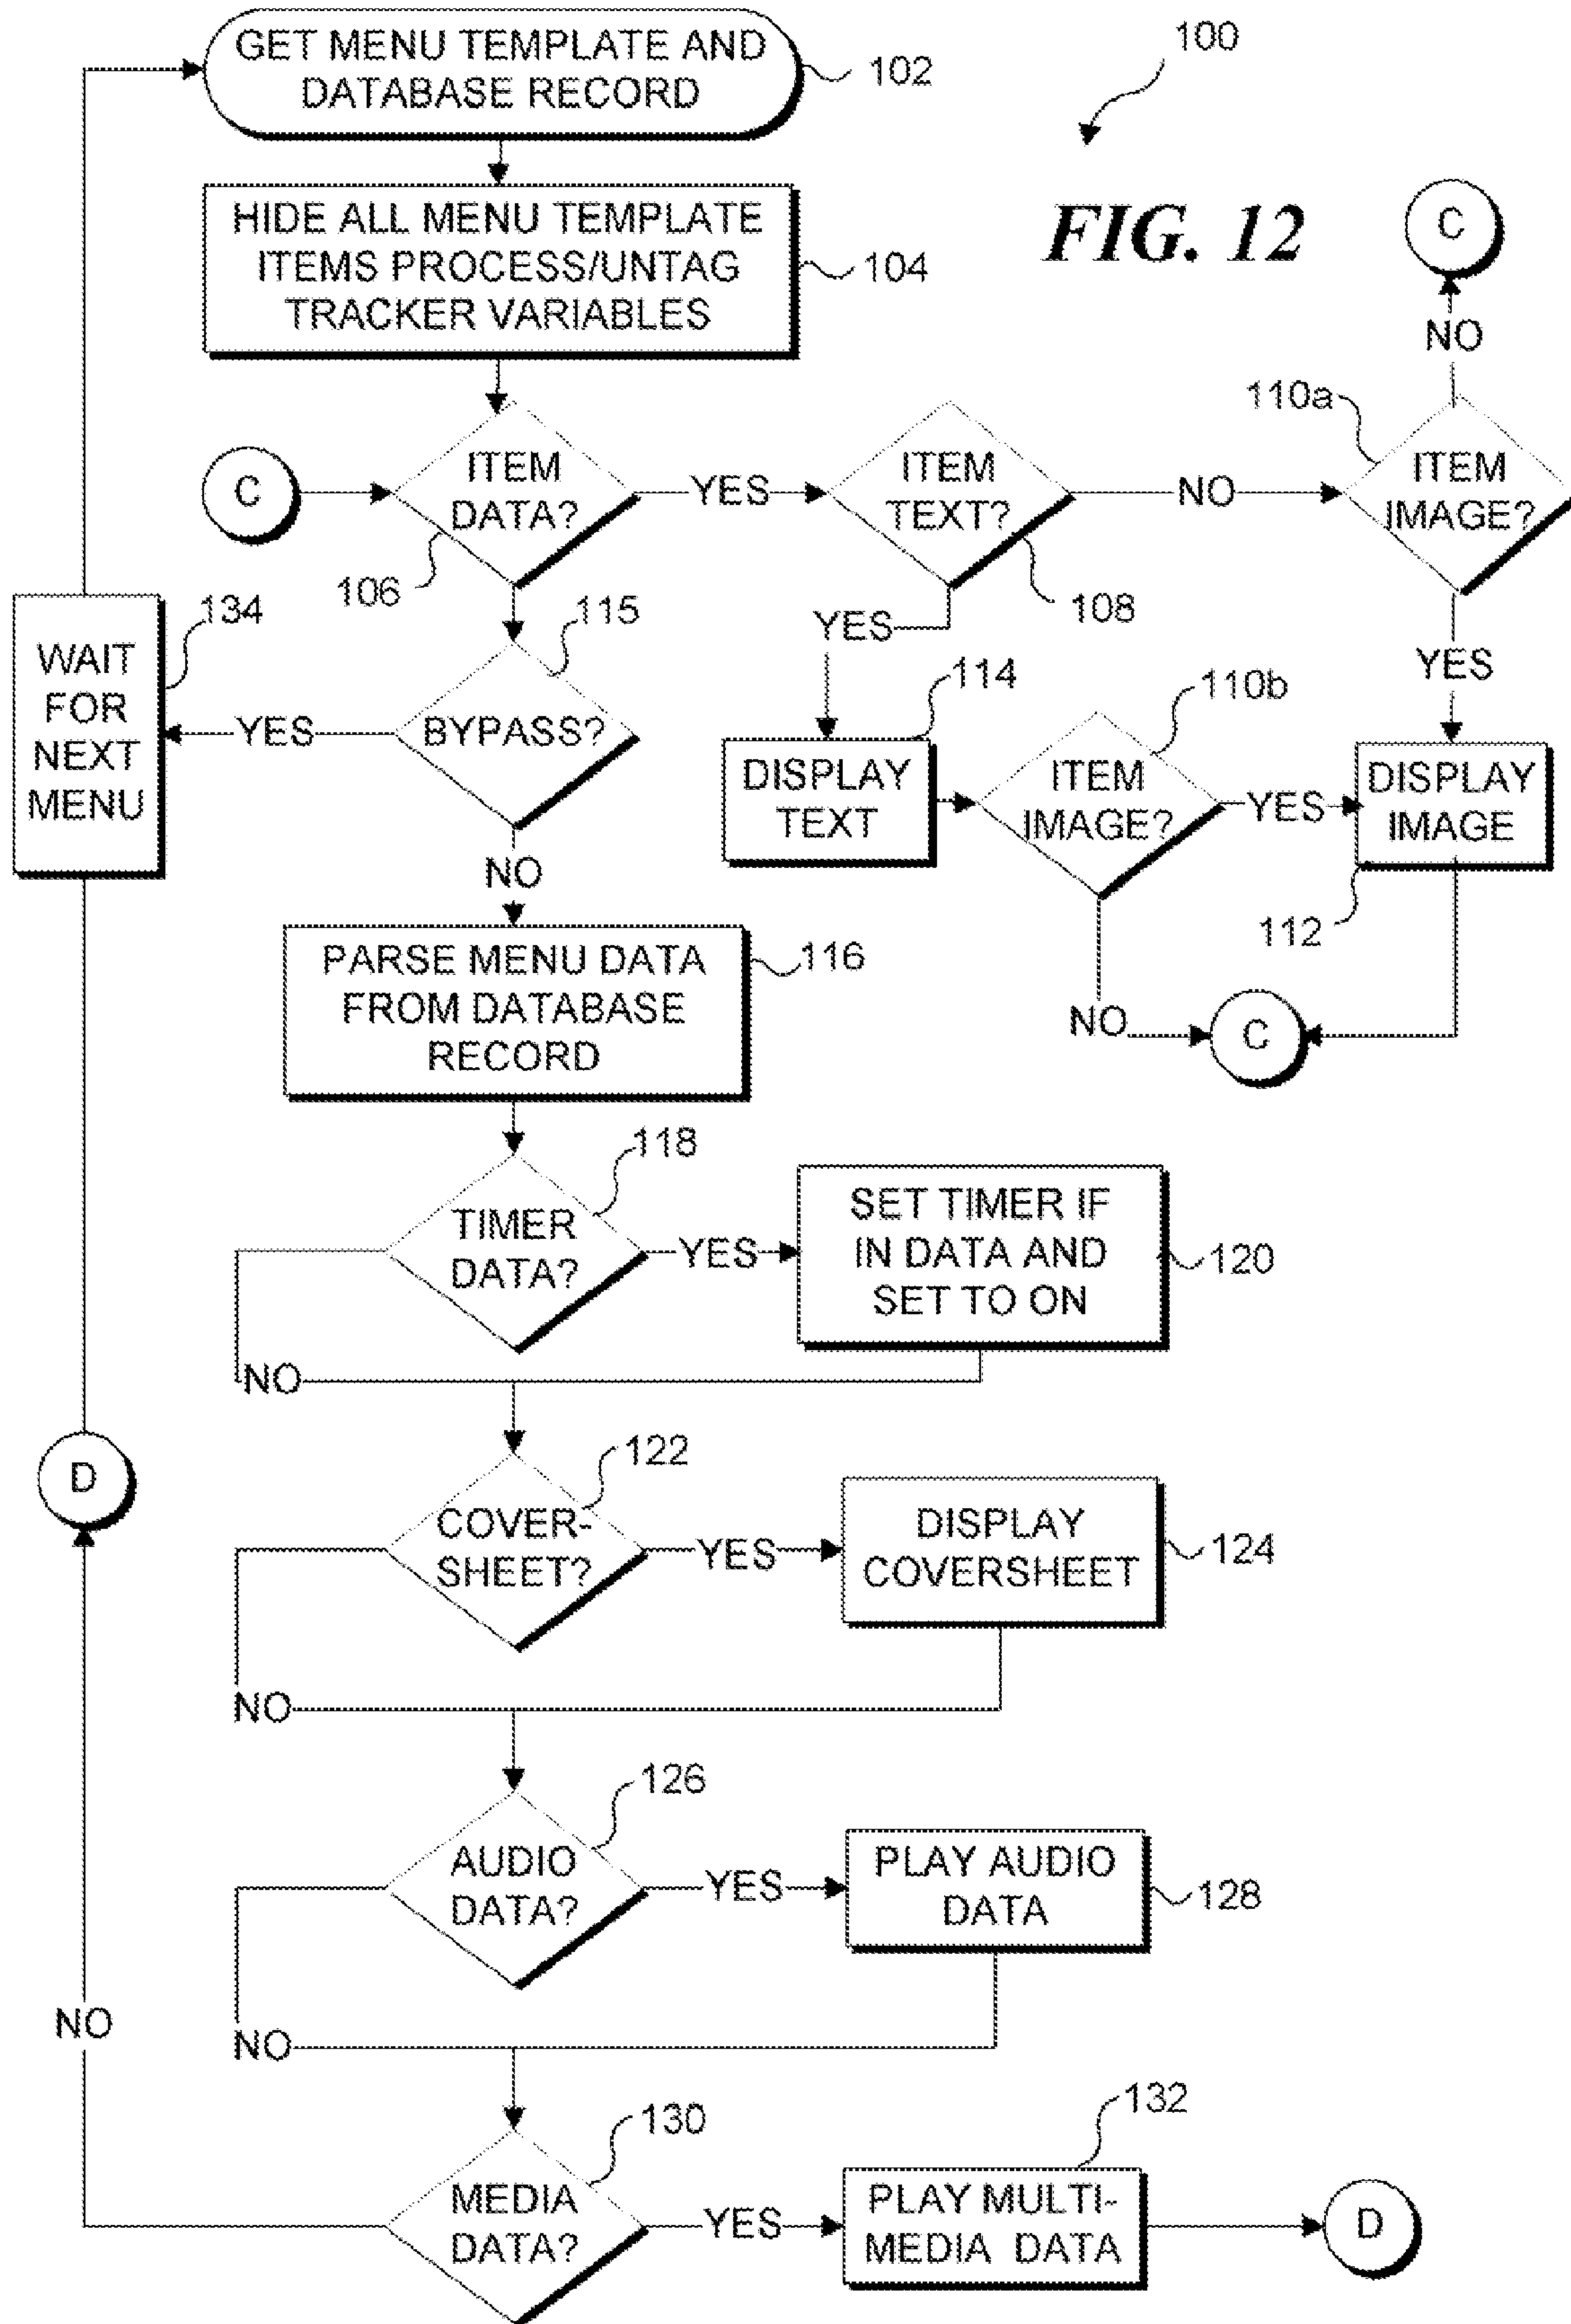 GET MENU TEMPLATE AND
DATABASE RECORD
102
100
HIDE ALL MENU TEMPLATE
ITEMS PROCESS/UNTAG
TRACKER VARIABLES
104
FIG. 12
C
NO
110a
C
ITEM
DATA?
106
YES
ITEM
TEXT?
108
NO
ITEM
IMAGE?
YES
YES
115
134
WAIT
FOR
NEXT
MENU
YES
BYPASS?
NO
114
DISPLAY
TEXT
110b
ITEM
IMAGE?
YES
DISPLAY
IMAGE
112
NO
C
PARSE MENU DATA
FROM DATABASE
RECORD
116
118
TIMER
DATA?
YES
SET TIMER IF
IN DATA AND
SET TO ON
120
NO
D
122
COVER-
SHEET?
YES
DISPLAY
COVERSHEET
124
NO
126
AUDIO
DATA?
YES
PLAY AUDIO
DATA
128
NO
NO
130
MEDIA
DATA?
YES
132
PLAY MULTI-
MEDIA DATA
D